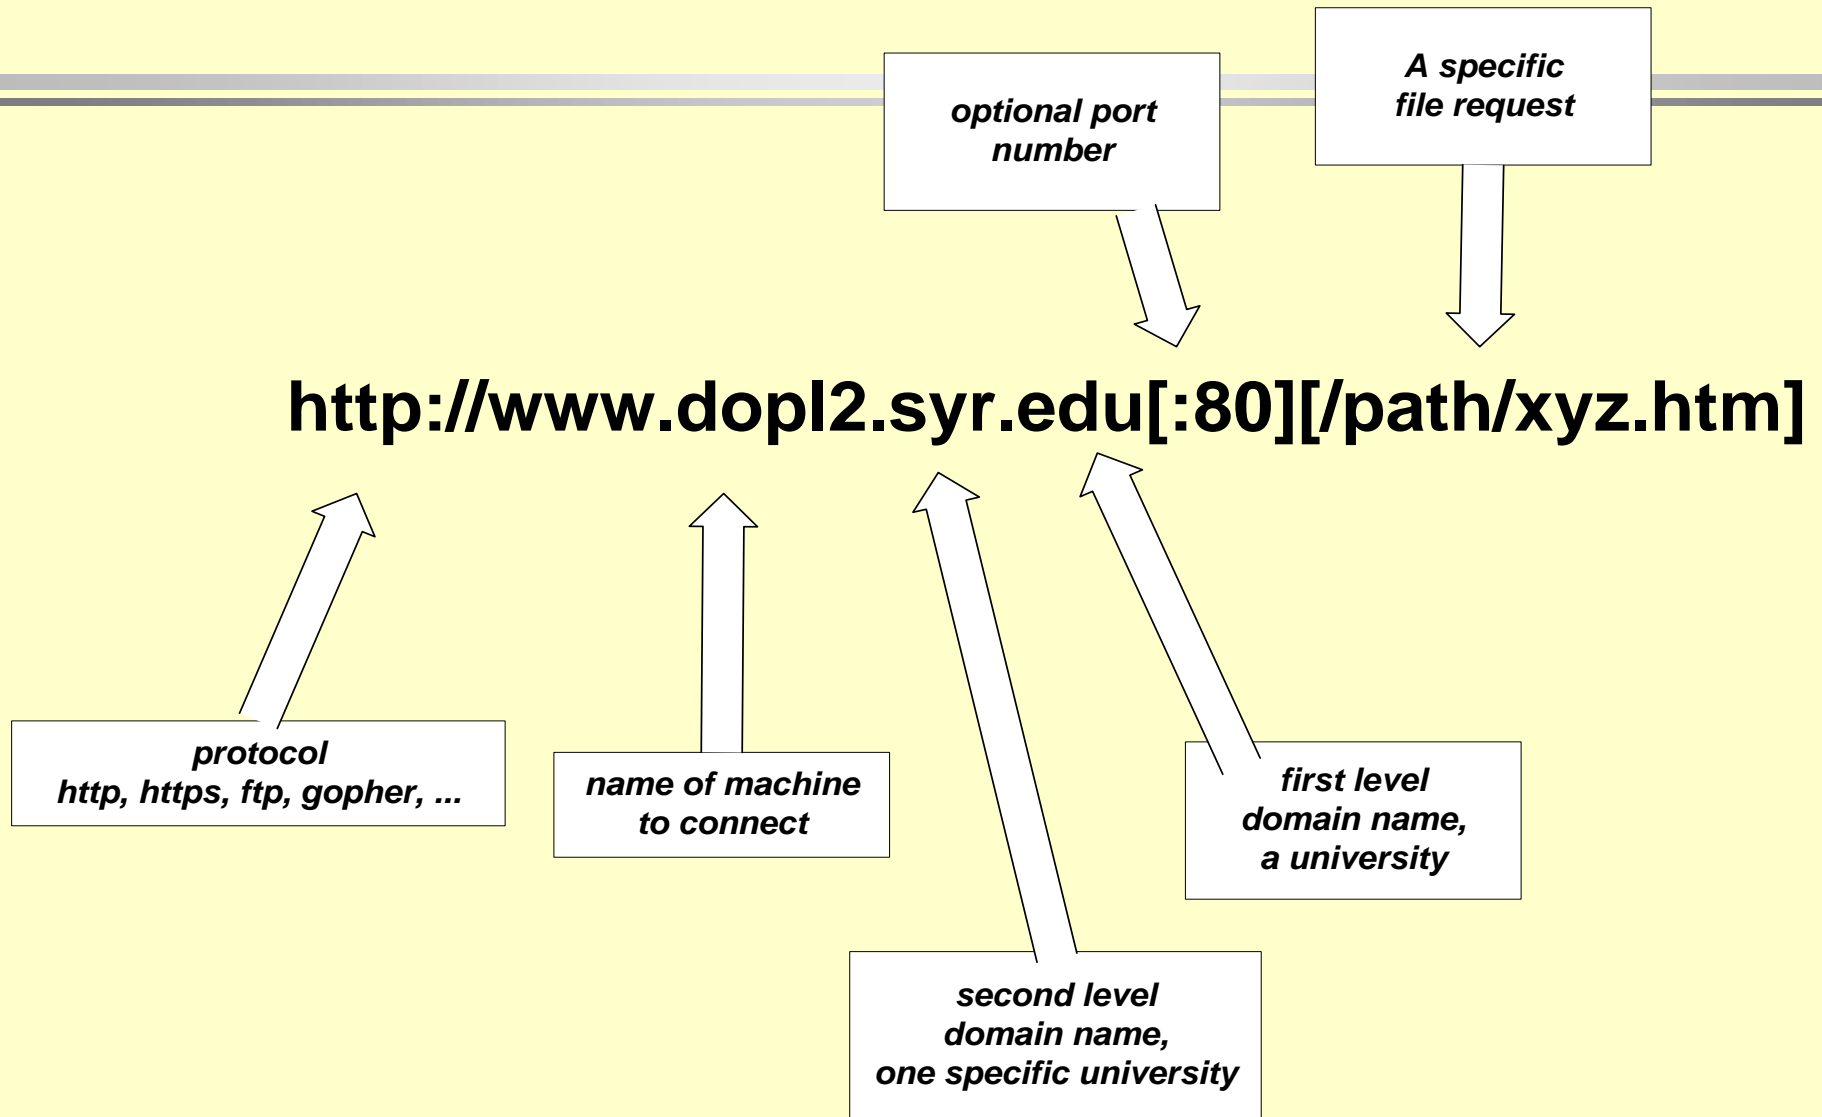 optional port
number
A specific
file request
http://www.dopl2.syr.edu[:80][/path/xyz.htm]
protocol
http, https, ftp, gopher, ...
name of machine
to connect
first level
domain name,
a university
second level
domain name,
one specific university